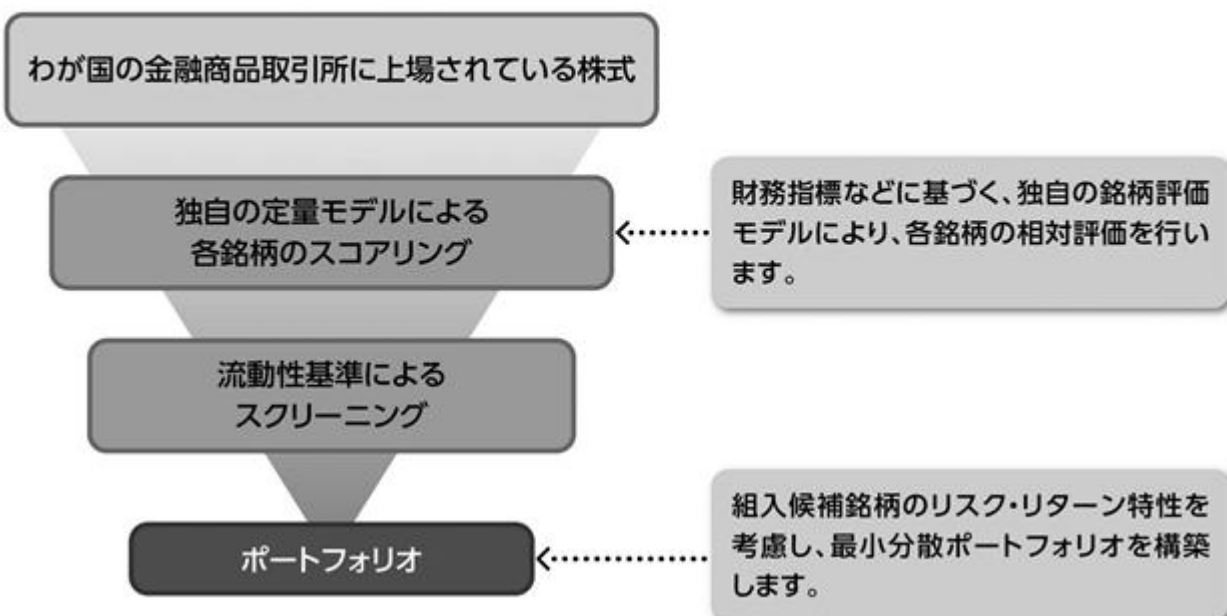 わが国の金融商品取引所に上場されている株式
独自の定量モデルによる
各銘柄のスコアリング
財務指標などに基づく、独自の銘柄評価
モデルにより、各銘柄の相対評価を行い
ます。
流動性基準による
スクリーニング
ポートフォリオ
組入候補銘柄のリスク・リターン特性を
考慮し、最小分散ポートフォリオを構築
します。